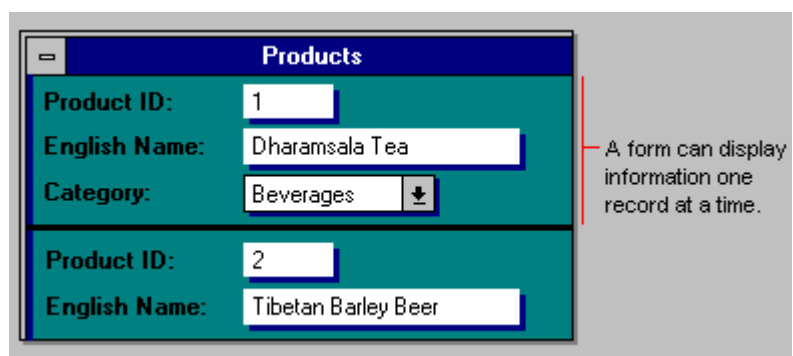 Products
Product ID: 1
English Name: Dharamsala Tea
Category: Beverages
A form can display
information one
record at a time.
Product ID: 2
English Name: Tibetan Barley Beer